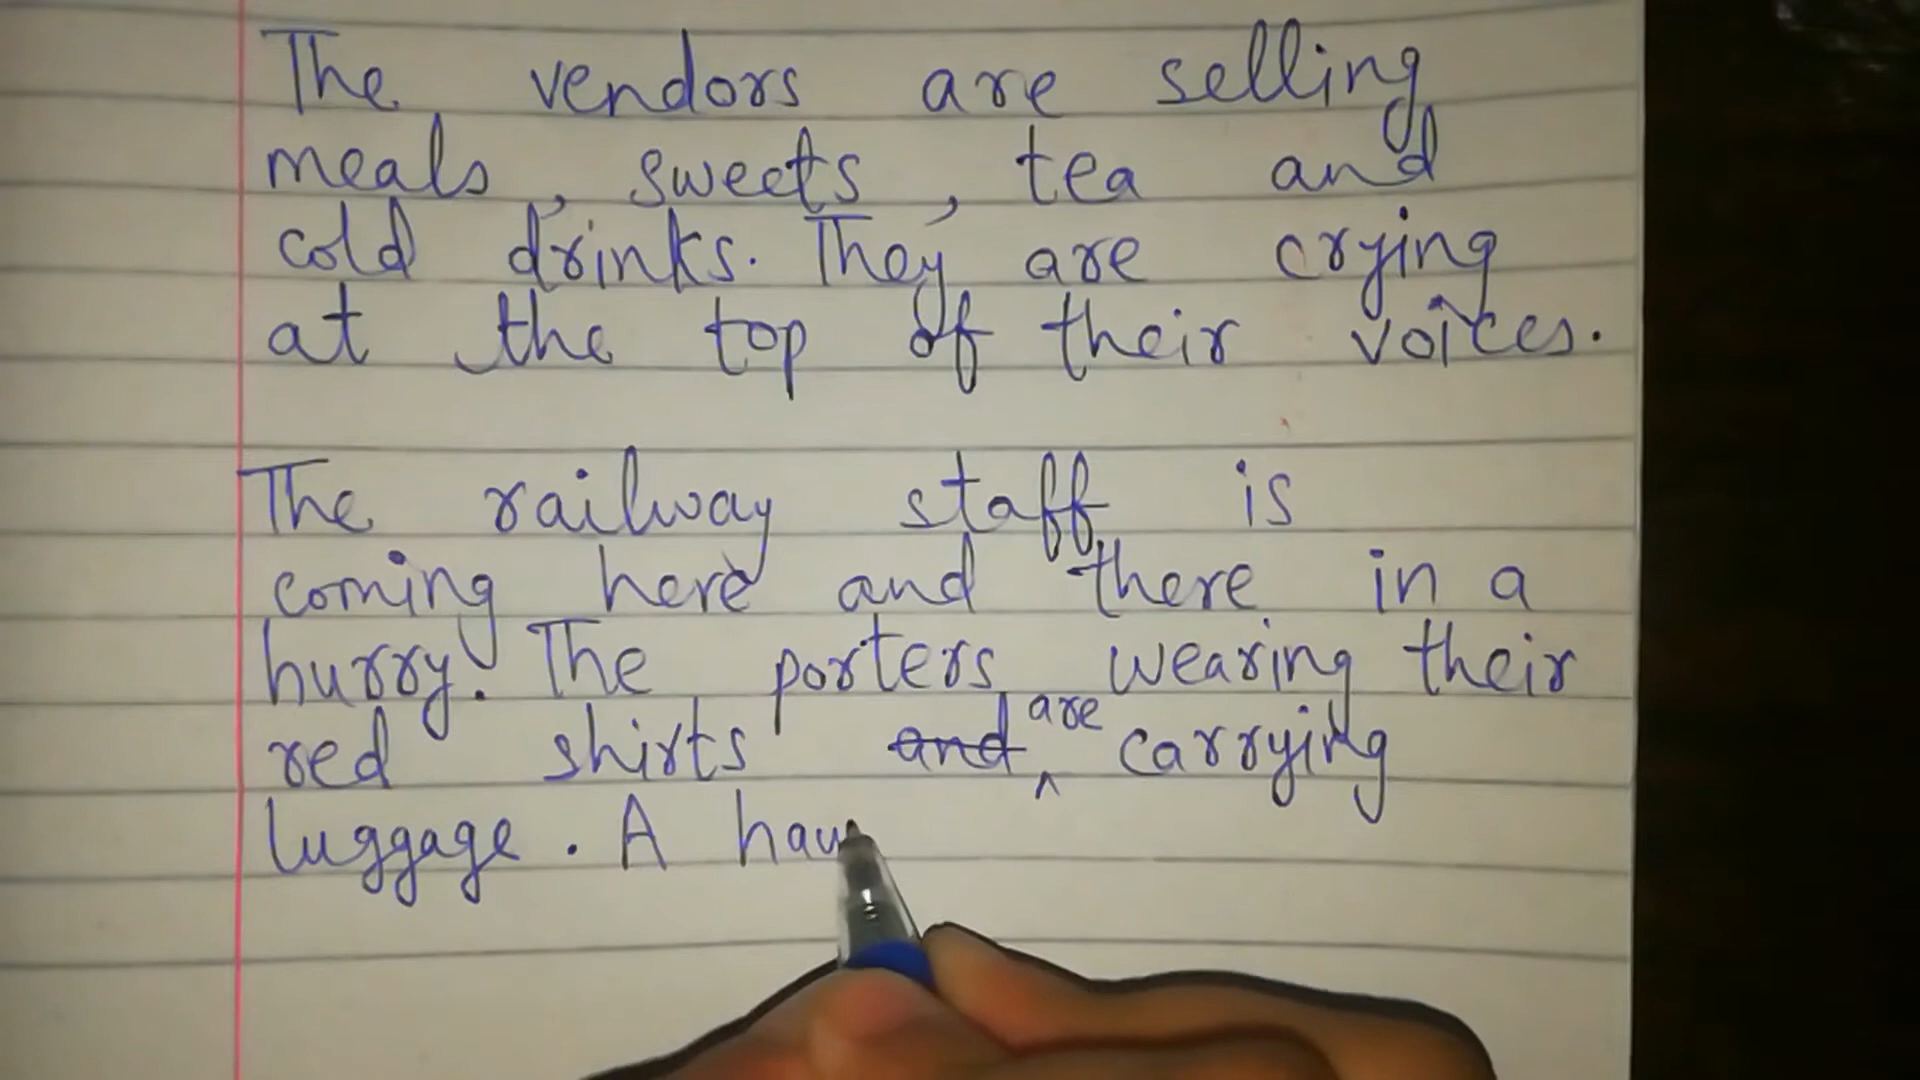 The vendors are selling
meals, sweets, tea and
cold drinks. They are crying
at the top of their voices.
The railway staff is
coming here and there in a
hurry. The porters wearing their
red shirts and are carrying
luggage. A haw